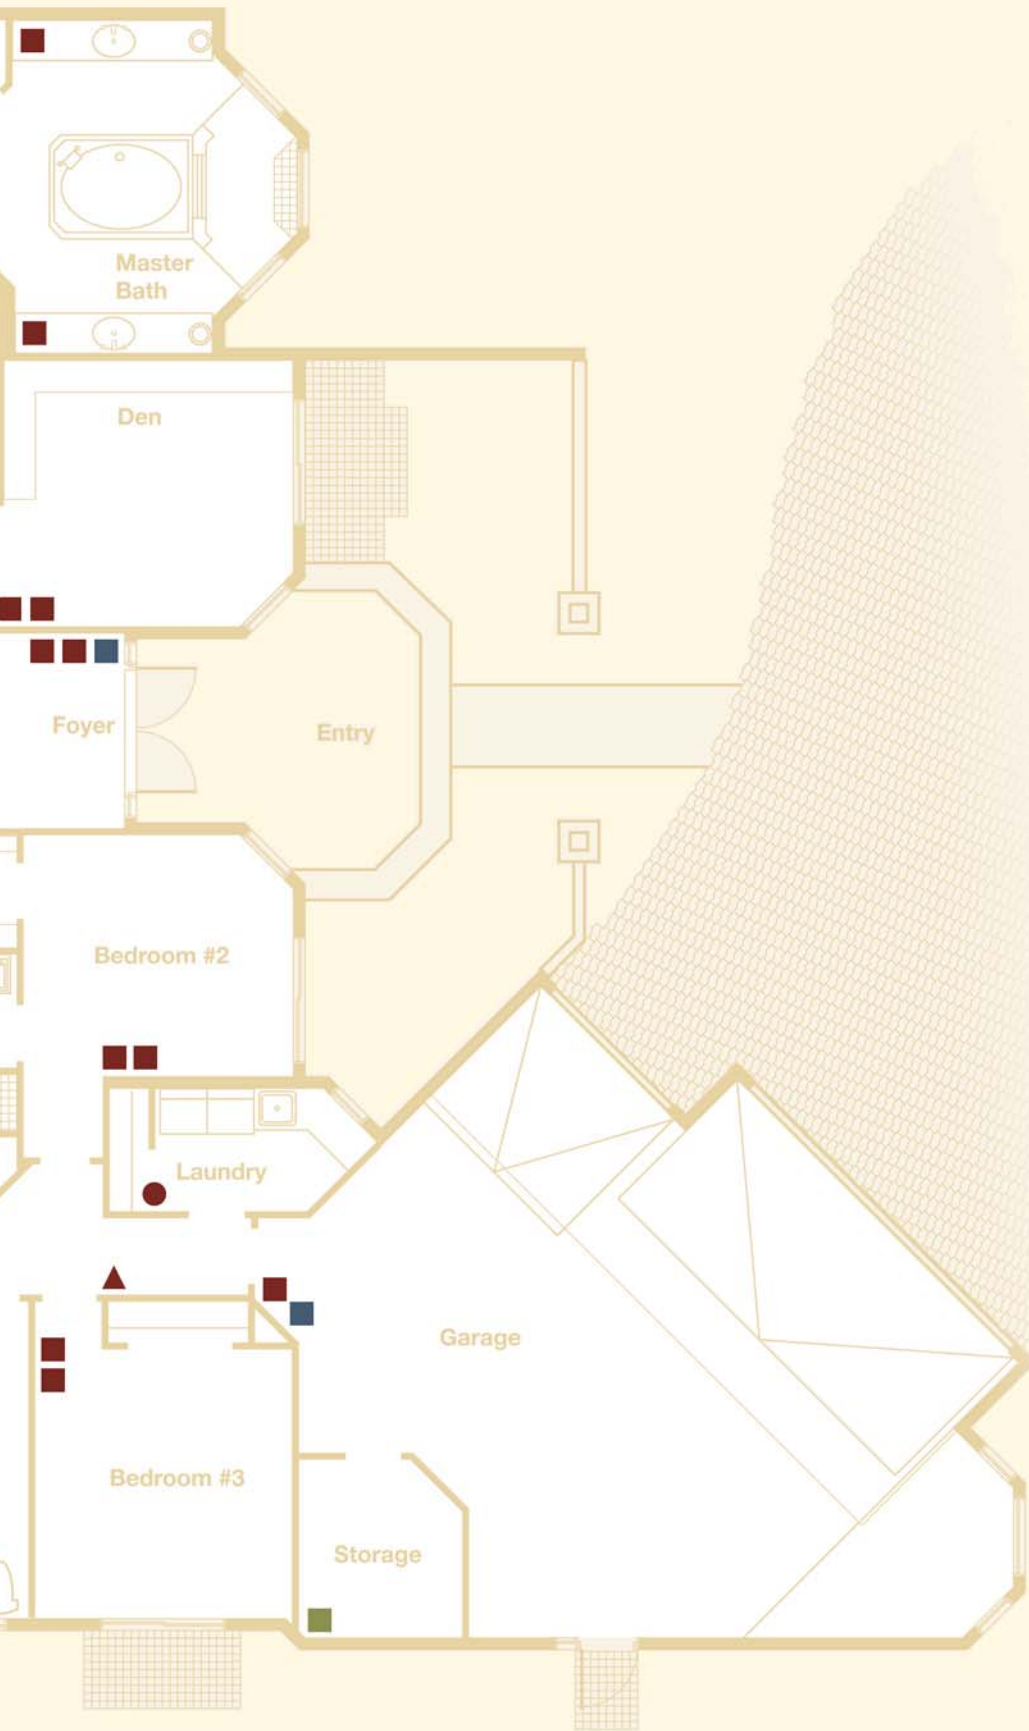 Master
Bath
Den
Foyer
Entry
Bedroom #2
Laundry
Garage
Bedroom #3
Storage